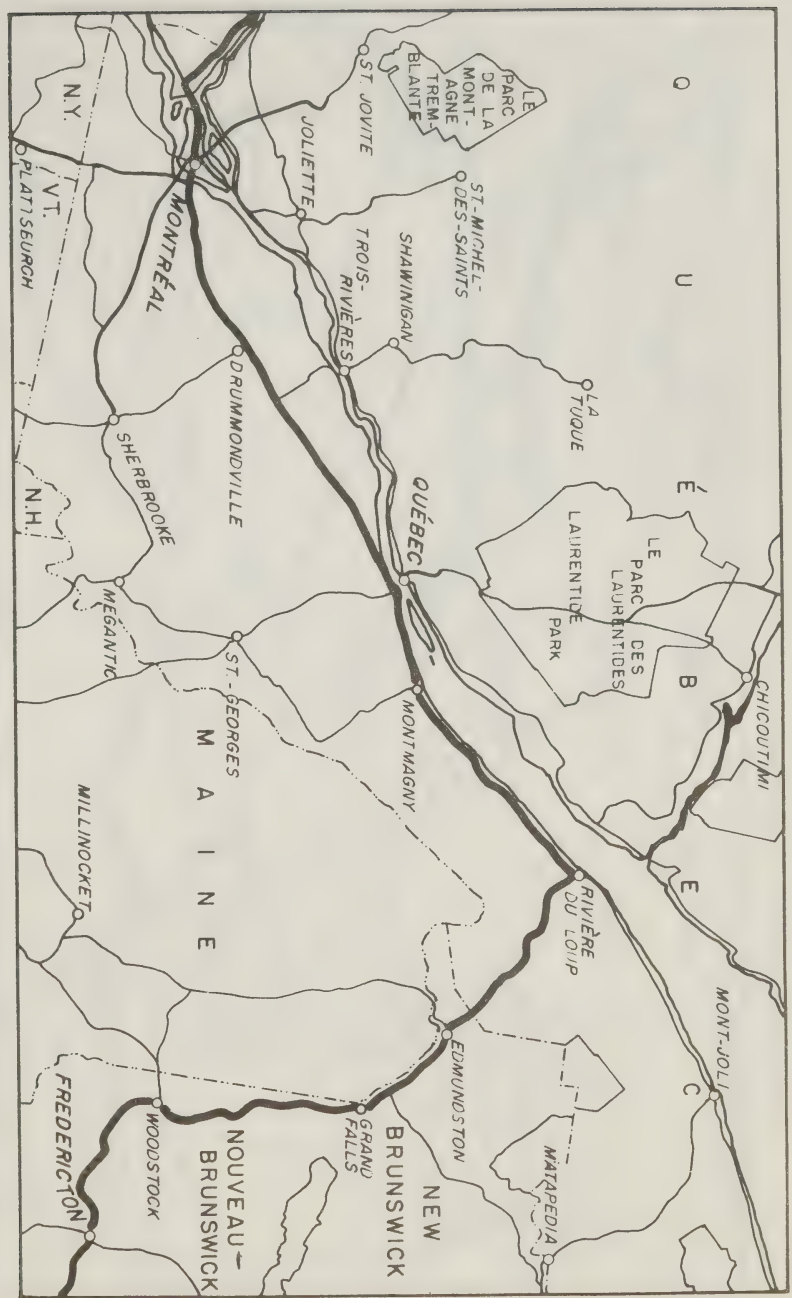 Q U É B E C
LE
PARC
DE LA
MONT-
AGNE
TREM-
BLANTE
ST. JOVITE
ST-MICHEL-
DES-SAINTS
JOLIETTE
SHAWINIGAN
TROIS-
RIVIÈRES
LA
TUQUE
LE
PARC DES
LAURENTIDES
LAURENTIDE
PARK
CHICOUTIMI
QUÉBEC
MONTRÉAL
N.Y.
VT.
PLATTSBURGH
DRUMMONDVILLE
SHERBROOKE
N.H.
MEGANTIC
ST.-GEORGES
MONTMAGNY
M A I N E
MILLINOCKET
RIVIÈRE
DU LOUP
MONT-JOLI
EDMUNDSTON
MATAPEDIA
GRAND
FALLS
NEW
BRUNSWICK
NOUVEAU-
BRUNSWICK
WOODSTOCK
FREDERICTON